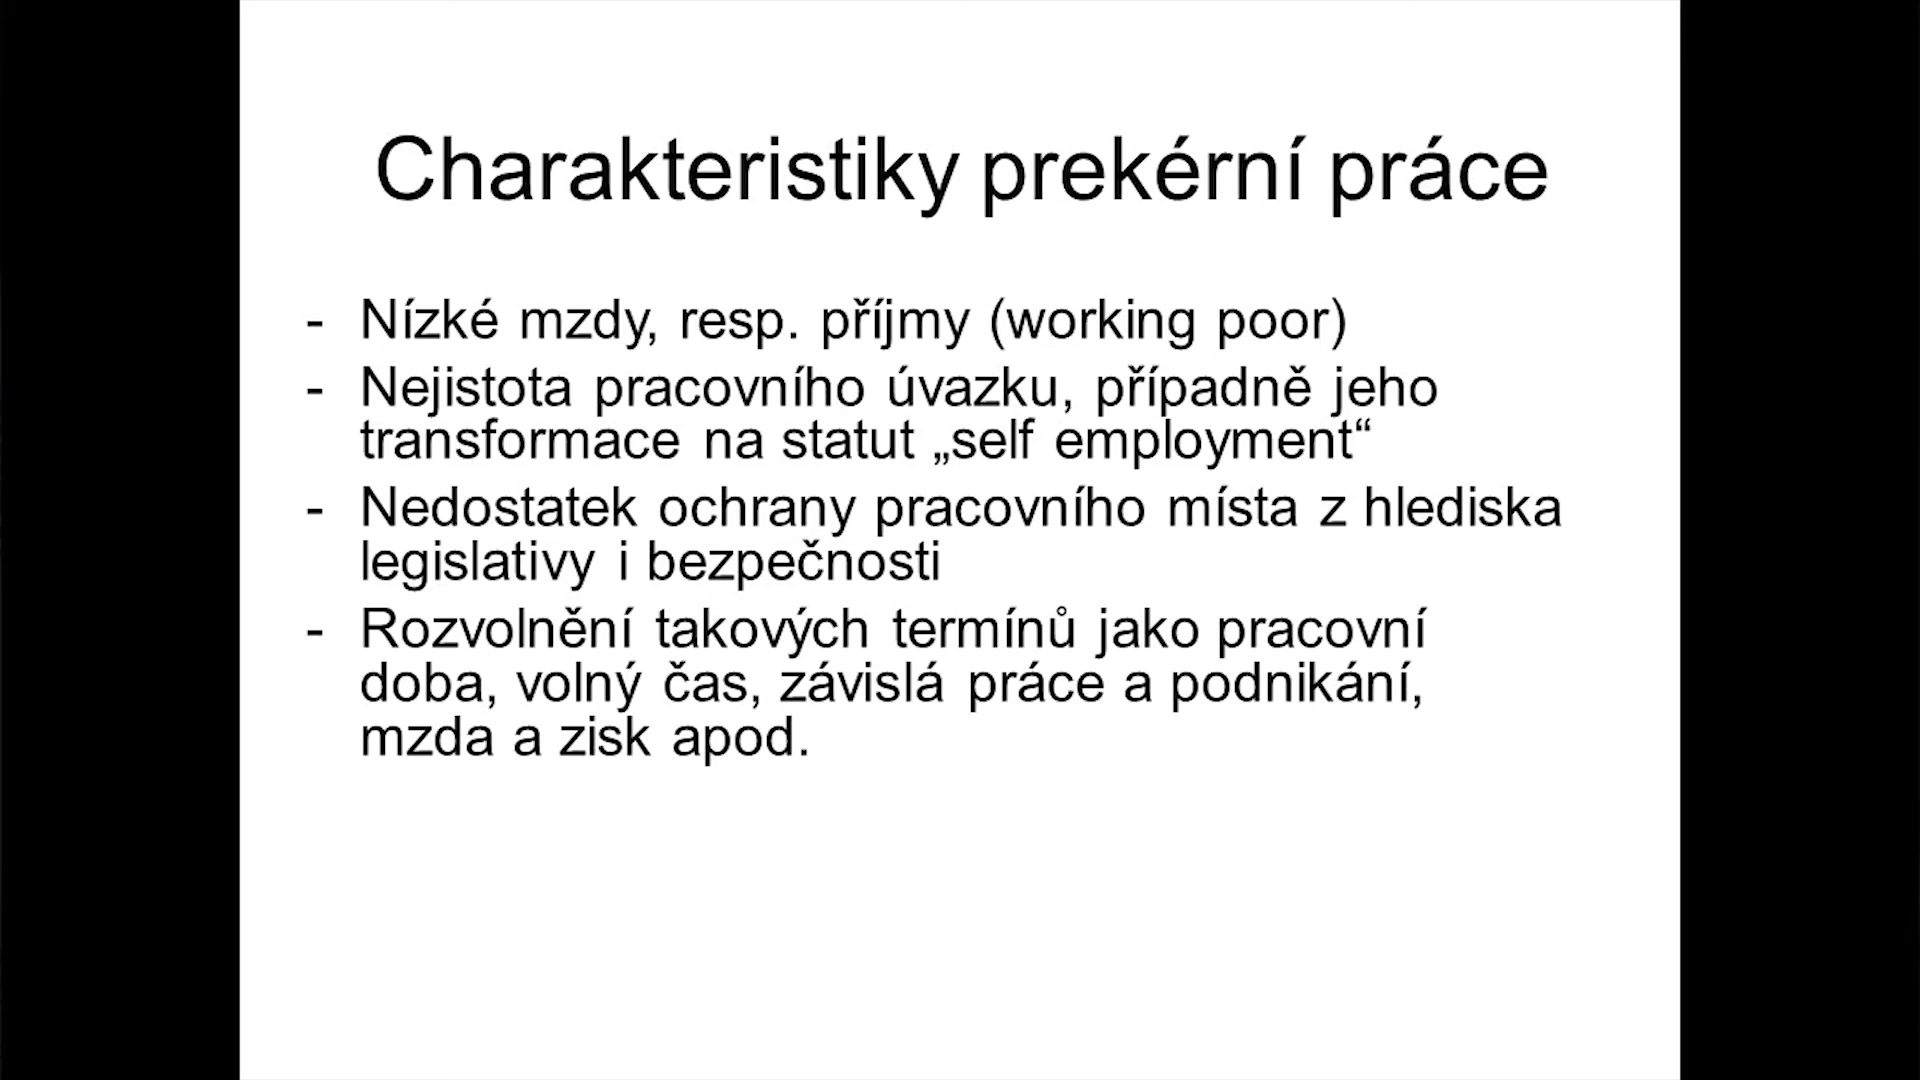 Charakteristiky prekérní práce
- Nízké mzdy, resp. příjmy (working poor)
- Nejistota pracovního úvazku, případně jeho
transformace na statut „self employment“
- Nedostatek ochrany pracovního místa z hlediska
legislativy i bezpečnosti
- Rozvolnění takových termínů jako pracovní
doba, volný čas, závislá práce a podnikání,
mzda a zisk apod.